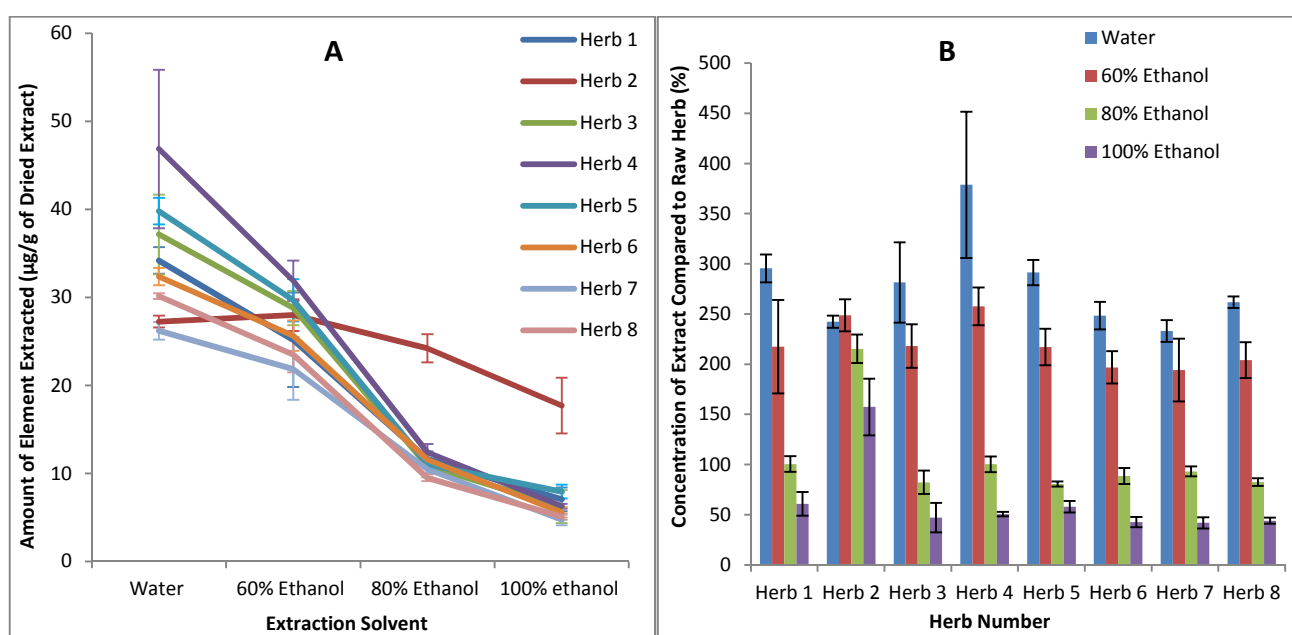 A
Amount of Element Extracted (µg/g of Dried Extract)
60
50
40
30
20
10
0
Water
60% Ethanol
80% Ethanol
100% ethanol
Extraction Solvent
Herb 1
Herb 2
Herb 3
Herb 4
Herb 5
Herb 6
Herb 7
Herb 8
B
Concentration of Extract Compared to Raw Herb (%)
500
450
400
350
300
250
200
150
100
50
0
Herb 1
Herb 2
Herb 3
Herb 4
Herb 5
Herb 6
Herb 7
Herb 8
Herb Number
Water
60% Ethanol
80% Ethanol
100% Ethanol